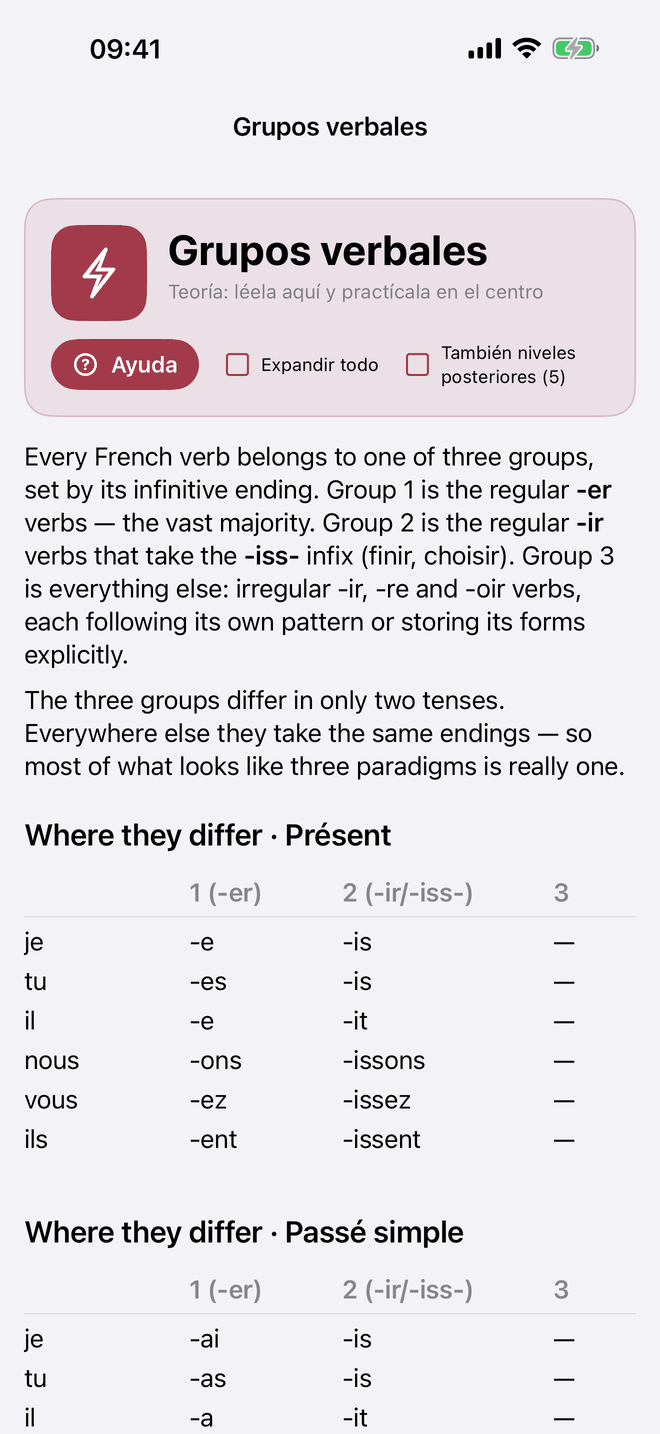 09:41
Grupos verbales
Grupos verbales
Teoría: léela aquí y practícala en el centro
Ayuda
Expandir todo
También niveles
posteriores (5)
Every French verb belongs to one of three groups,
set by its infinitive ending. Group 1 is the regular -er
verbs — the vast majority. Group 2 is the regular -ir
verbs that take the -iss- infix (finir, choisir). Group 3
is everything else: irregular -ir, -re and -oir verbs,
each following its own pattern or storing its forms
explicitly.
The three groups differ in only two tenses.
Everywhere else they take the same endings — so
most of what looks like three paradigms is really one.
Where they differ · Présent
1 (-er) 2 (-ir/-iss-) 3
je -e -is —
tu -es -is —
il -e -it —
nous -ons -issons —
vous -ez -issez —
ils -ent -issent —
Where they differ · Passé simple
1 (-er) 2 (-ir/-iss-) 3
je -ai -is —
tu -as -is —
il -a -it —